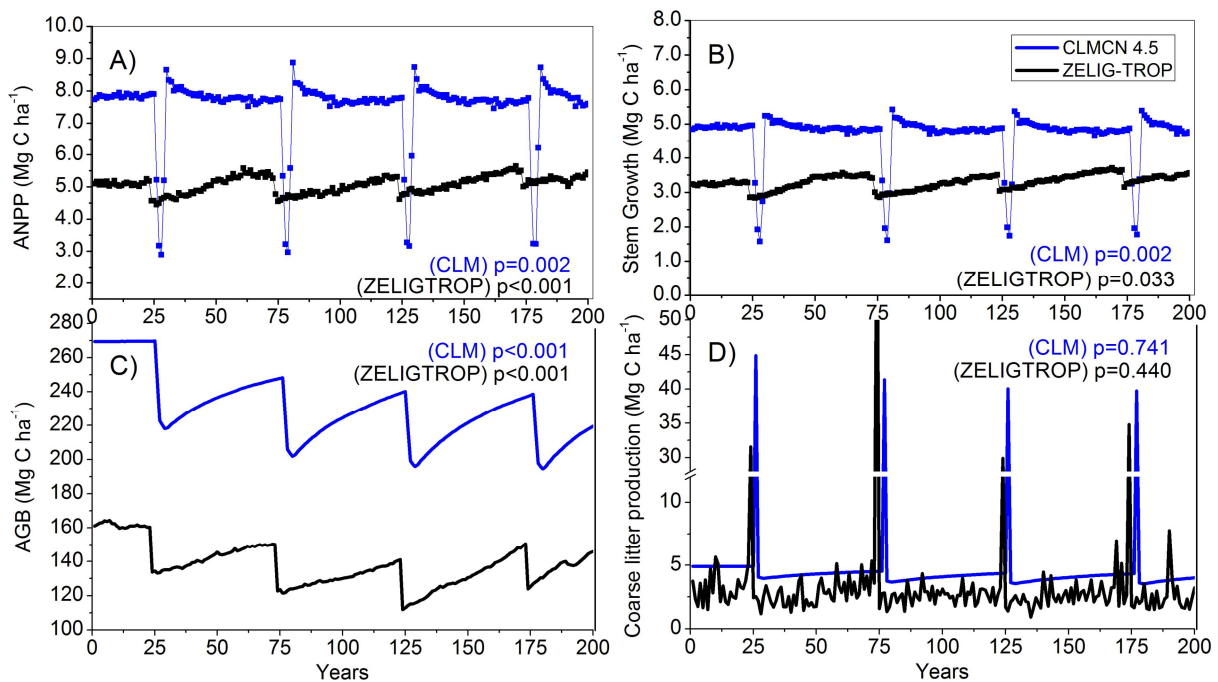 10.0
9.0
8.0
7.0
6.0
5.0
4.0
3.0
2.0
ANPP (Mg C ha⁻¹)
A)
(CLM) p=0.002
(ZELIGTROP) p<0.001
0 25 50 75 100 125 150 175 200
8.0
7.0
6.0
5.0
4.0
3.0
2.0
1.0
0.0
Stem Growth (Mg C ha⁻¹)
B)
CLMCN 4.5
ZELIG-TROP
(CLM) p=0.002
(ZELIGTROP) p=0.033
0 25 50 75 100 125 150 175 200
280
260
240
220
200
180
160
140
120
100
AGB (Mg C ha⁻¹)
C)
(CLM) p<0.001
(ZELIGTROP) p<0.001
0 25 50 75 100 125 150 175 200
Years
50
45
40
35
30
25
10
5
0
Coarse litter production (Mg C ha⁻¹)
D)
(CLM) p=0.741
(ZELIGTROP) p=0.440
0 25 50 75 100 125 150 175 200
Years